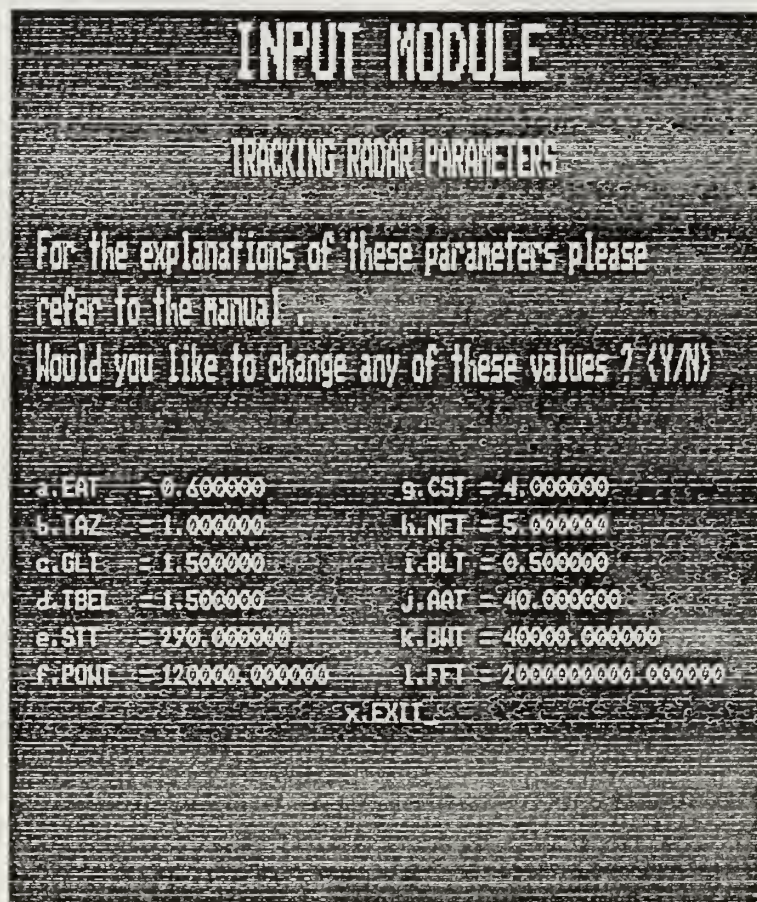 INPUT MODULE
TRACKING RADAR PARAMETERS
For the explanations of these parameters please
refer to the manual .
Would you like to change any of these values ? (Y/N)
a.EAT = 0.600000 g.CST = 4.000000
b.TAZ = 1.000000 h.NFT = 5.000000
c.GLT = 1.500000 i.BLT = 0.500000
d.TBEL = 1.500000 j.AAT = 40.000000
e.STT = 290.000000 k.BWT = 40000.000000
f.POWT = 120000.000000 l.FFT = 2000000000.000000
x.EXIT_